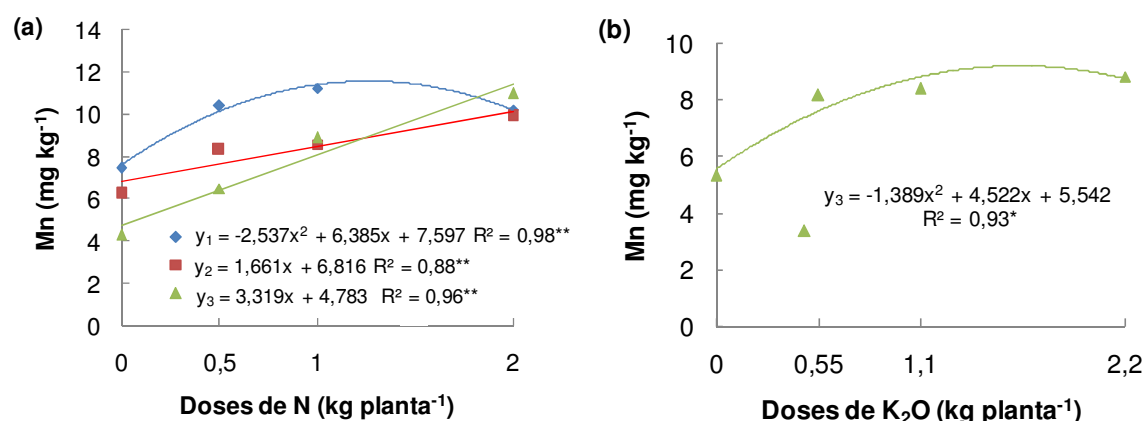 (a)
14
12
10
8
6
4
2
0
Mn (mg kg⁻¹)
y₁ = -2,537x² + 6,385x + 7,597 R² = 0,98**
y₂ = 1,661x + 6,816 R² = 0,88**
y₃ = 3,319x + 4,783 R² = 0,96**
0 0,5 1 2
Doses de N (kg planta⁻¹)
(b)
10
8
6
4
2
0
Mn (mg kg⁻¹)
y₃ = -1,389x² + 4,522x + 5,542
R² = 0,93*
0 0,55 1,1 2,2
Doses de K₂O (kg planta⁻¹)